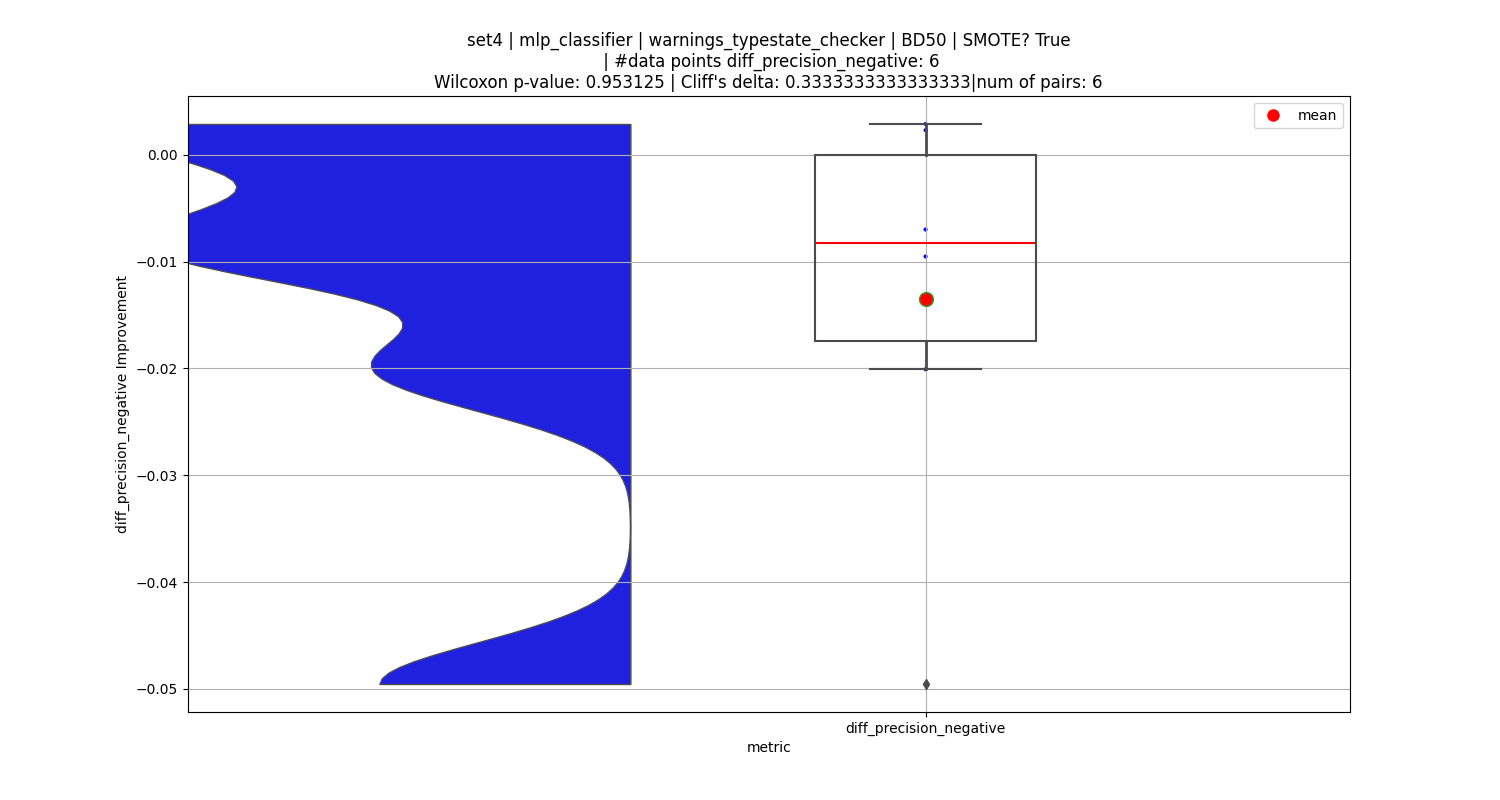 set4 | mlp_classifier | warnings_typestate_checker | BD50 | SMOTE? True
| #data points diff_precision_negative: 6
Wilcoxon p-value: 0.953125 | Cliff's delta: 0.3333333333333333|num of pairs: 6
mean
0.00
−0.01
−0.02
−0.03
−0.04
−0.05
diff_precision_negative Improvement
diff_precision_negative
metric